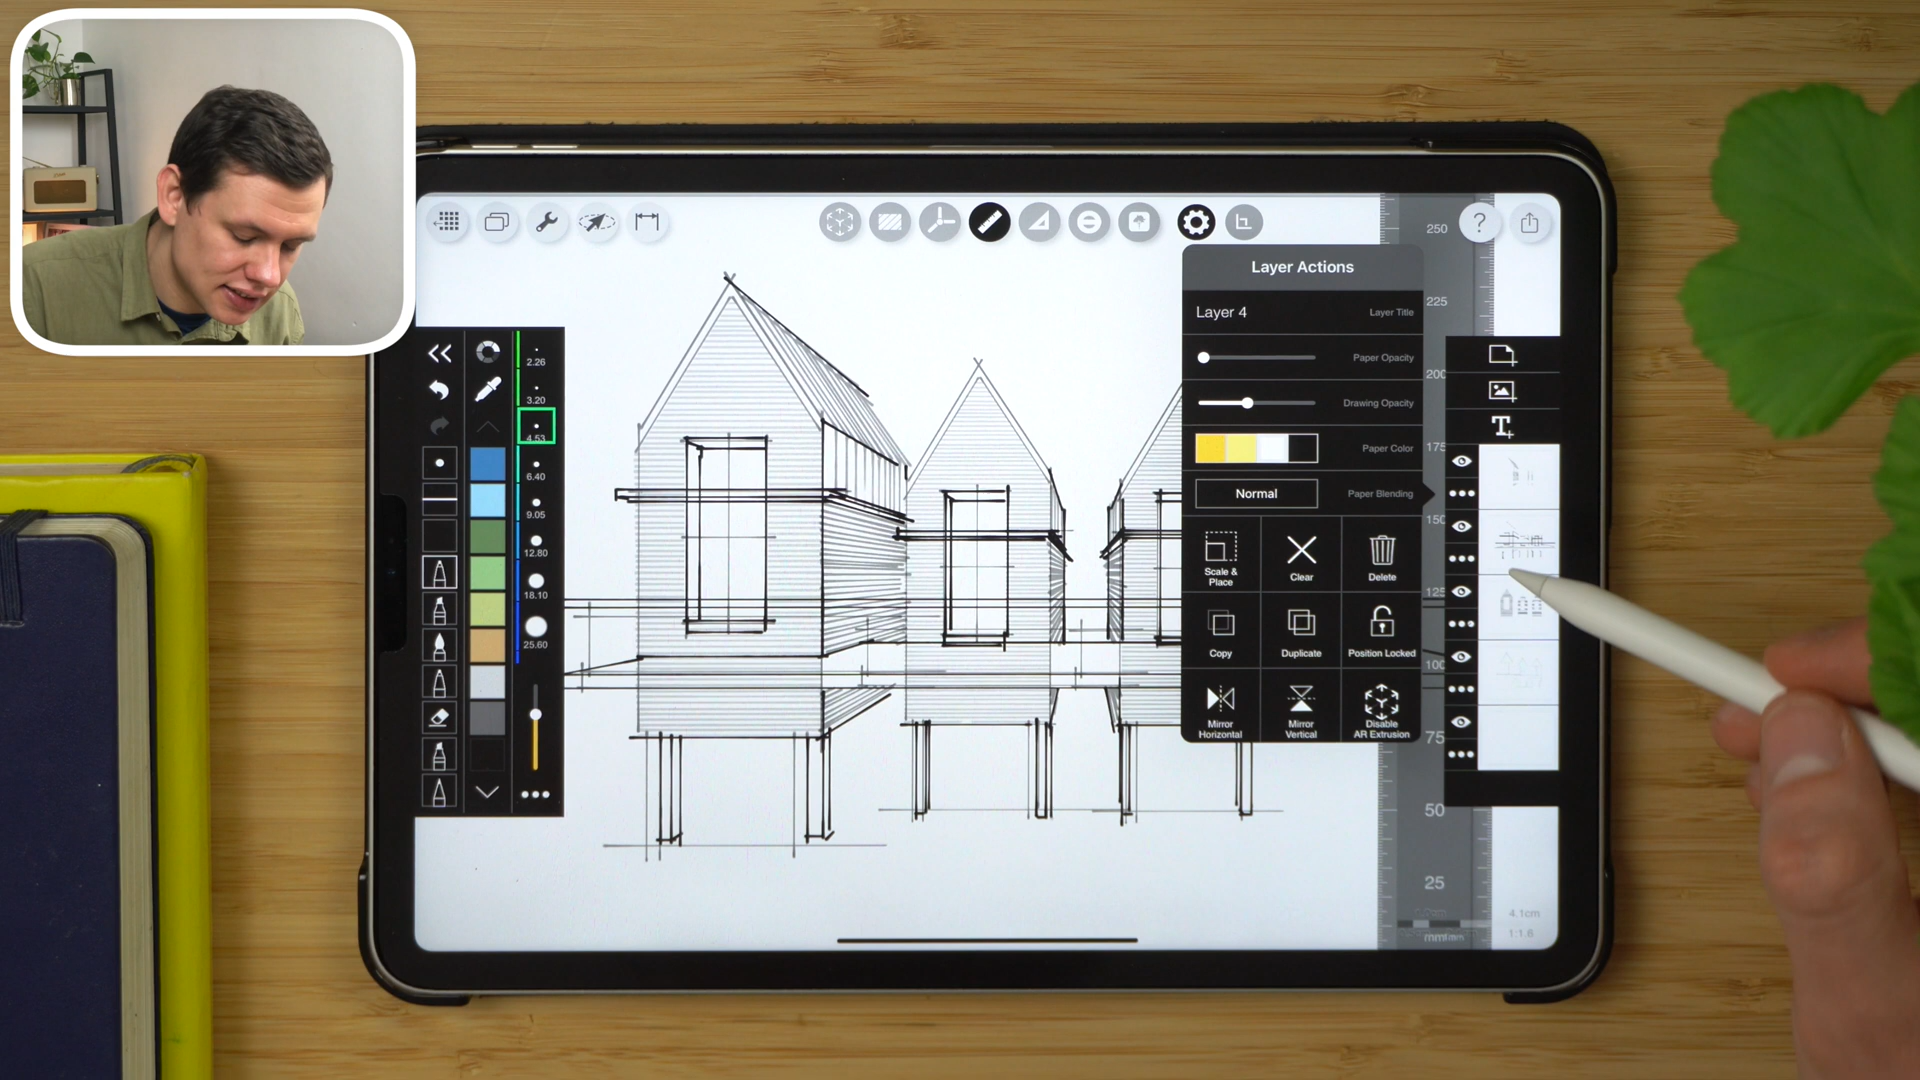 ?
Layer Actions
Layer 4
Layer Title
Paper Opacity
Drawing Opacity
Paper Color
Normal
Paper Blending
Scale &
Place
Clear
Delete
Copy
Duplicate
Position Locked
Mirror
Horizontal
Mirror
Vertical
Disable
AR Extrusion
2.26
3.20
4.53
6.40
9.05
12.80
18.10
25.60
T
250
225
200
175
150
125
100
75
50
25
mm
4.1cm
1:1.6